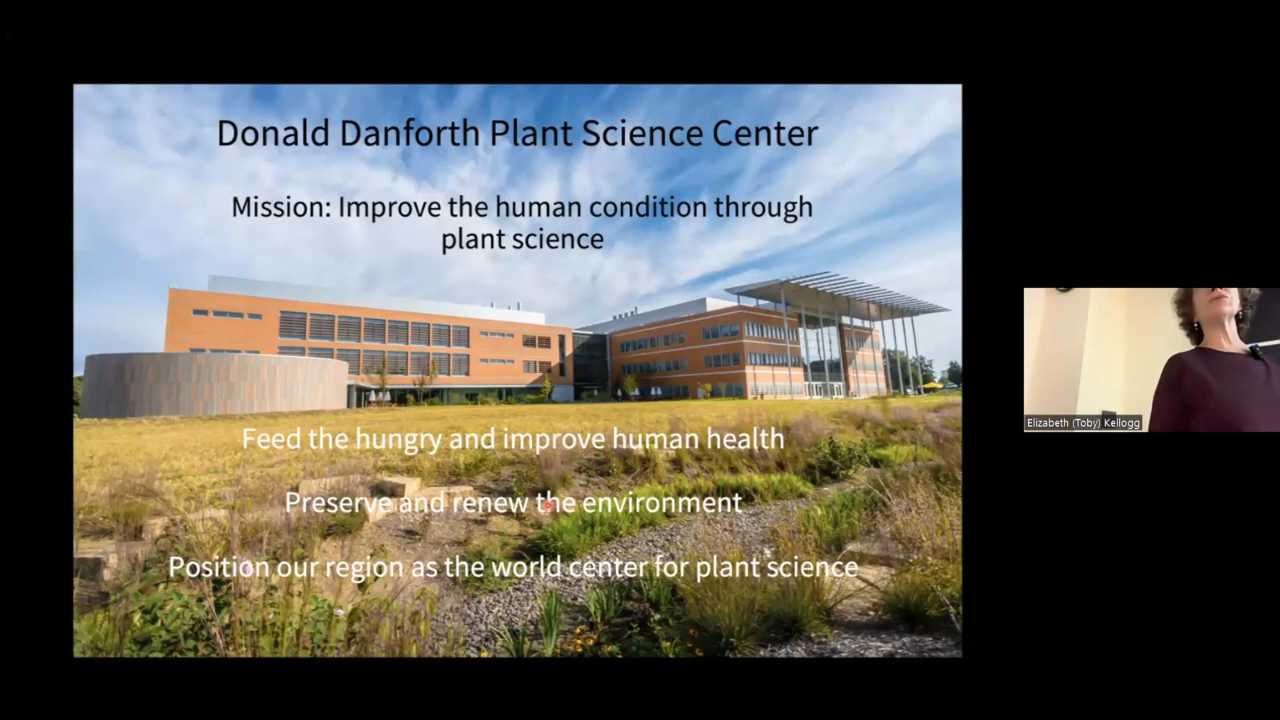 Donald Danforth Plant Science Center
Mission: Improve the human condition through
plant science
Feed the hungry and improve human health
Preserve and renew the environment
Position our region as the world center for plant science
Elizabeth (Toby) Kellogg